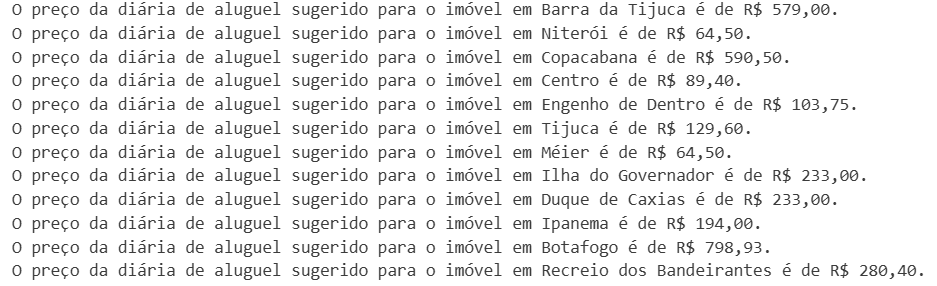 O preço da diária de aluguel sugerido para o imóvel em Barra da Tijuca é de R$ 579,00.
O preço da diária de aluguel sugerido para o imóvel em Niterói é de R$ 64,50.
O preço da diária de aluguel sugerido para o imóvel em Copacabana é de R$ 590,50.
O preço da diária de aluguel sugerido para o imóvel em Centro é de R$ 89,40.
O preço da diária de aluguel sugerido para o imóvel em Engenho de Dentro é de R$ 103,75.
O preço da diária de aluguel sugerido para o imóvel em Tijuca é de R$ 129,60.
O preço da diária de aluguel sugerido para o imóvel em Méier é de R$ 64,50.
O preço da diária de aluguel sugerido para o imóvel em Ilha do Governador é de R$ 233,00.
O preço da diária de aluguel sugerido para o imóvel em Duque de Caxias é de R$ 233,00.
O preço da diária de aluguel sugerido para o imóvel em Ipanema é de R$ 194,00.
O preço da diária de aluguel sugerido para o imóvel em Botafogo é de R$ 798,93.
O preço da diária de aluguel sugerido para o imóvel em Recreio dos Bandeirantes é de R$ 280,40.